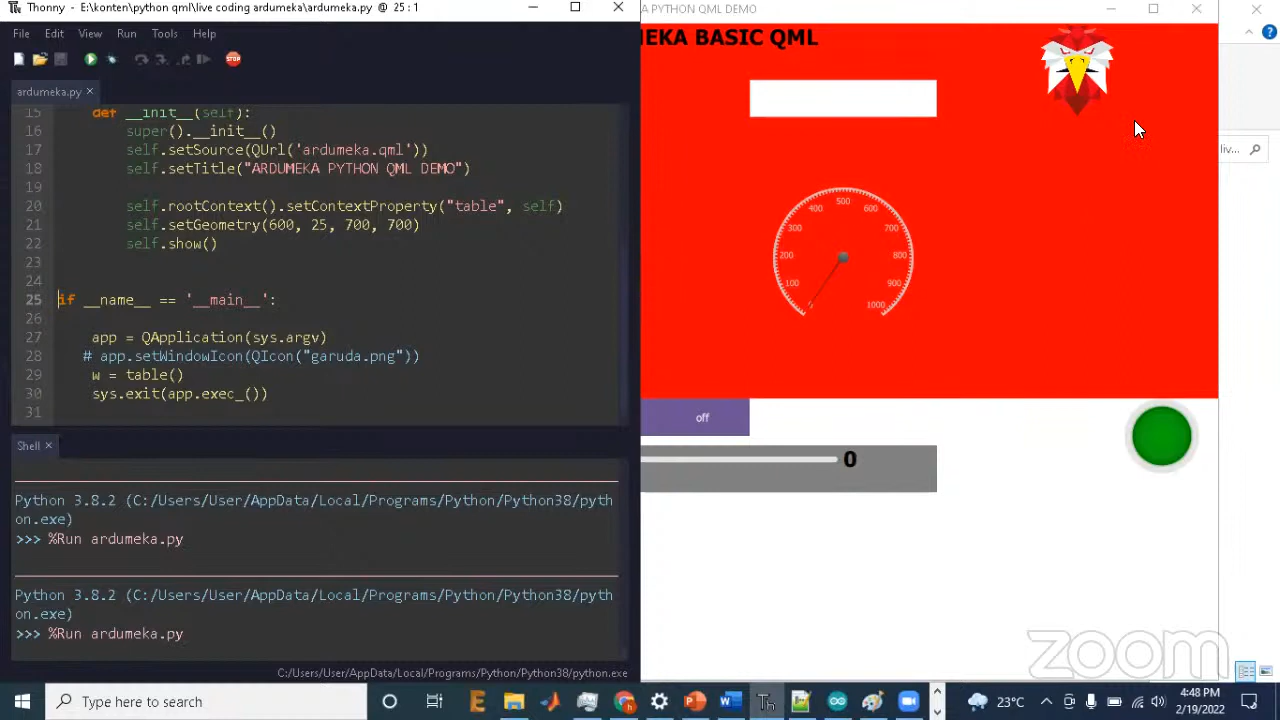 Thonny - E:\konten\python qml\live coding ardumeka\ardumeka.py @ 25 : 1
File Edit View Run Tools Help
STOP
ardumeka.py
15 def __init__(self):
16 super().__init__()
17 self.setSource(QUrl('ardumeka.qml'))
18 self.setTitle("ARDUMEKA PYTHON QML DEMO")
19
20 self.rootContext().setContextProperty("table", self)
21 self.setGeometry(600, 25, 700, 700)
22 self.show()
23
24
25 if __name__ == '__main__':
26
27 app = QApplication(sys.argv)
28 # app.setWindowIcon(QIcon("garuda.png"))
29 w = table()
30 sys.exit(app.exec_())
31
Shell
Python 3.8.2 (C:/Users/User/AppData/Local/Programs/Python/Python38/pyth
on.exe)
>>> %Run ardumeka.py
Python 3.8.2 (C:/Users/User/AppData/Local/Programs/Python/Python38/pyth
on.exe)
>>> %Run ardumeka.py
C:/Users/User/AppData/Local/Programs/Python/Python38/python.exe
A PYTHON QML DEMO
MEKA BASIC QML
0
100
200
300
400
500
600
700
800
900
1000
off
0
liv...
zoom
Type here to search
23°C
4:48 PM
2/19/2022